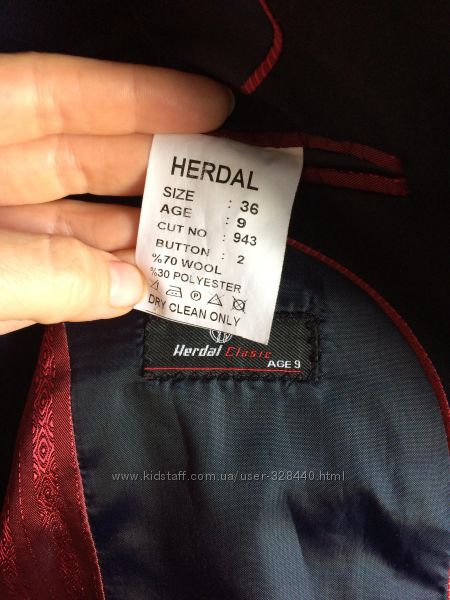 HERDAL
SIZE : 36
AGE : 9
CUT NO : 943
BUTTON : 2
%70 WOOL
%30 POLYESTER
DRY CLEAN ONLY
Herdal Clasic
AGE 9
www.kidstaff.com.ua/user-328440.html